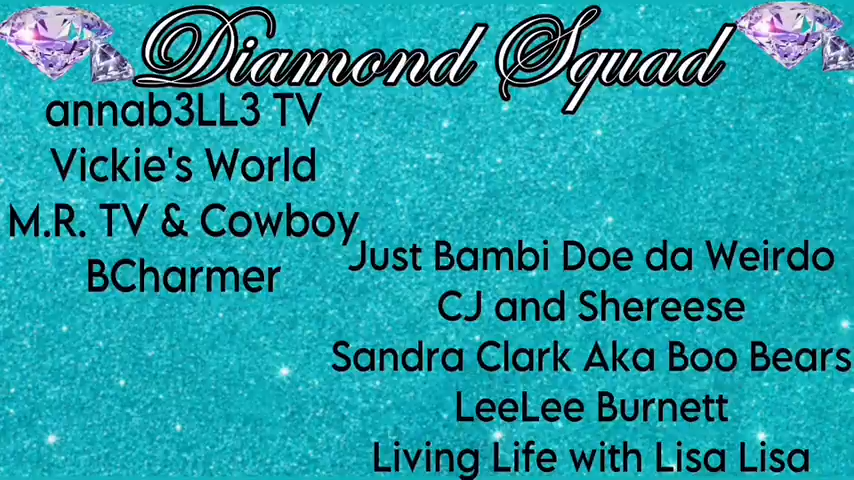 Diamond Squad
annab3LL3 TV
Vickie's World
M.R. TV & Cowboy
BCharmer
Just Bambi Doe da Weirdo
CJ and Shereese
Sandra Clark Aka Boo Bears
LeeLee Burnett
Living Life with Lisa Lisa